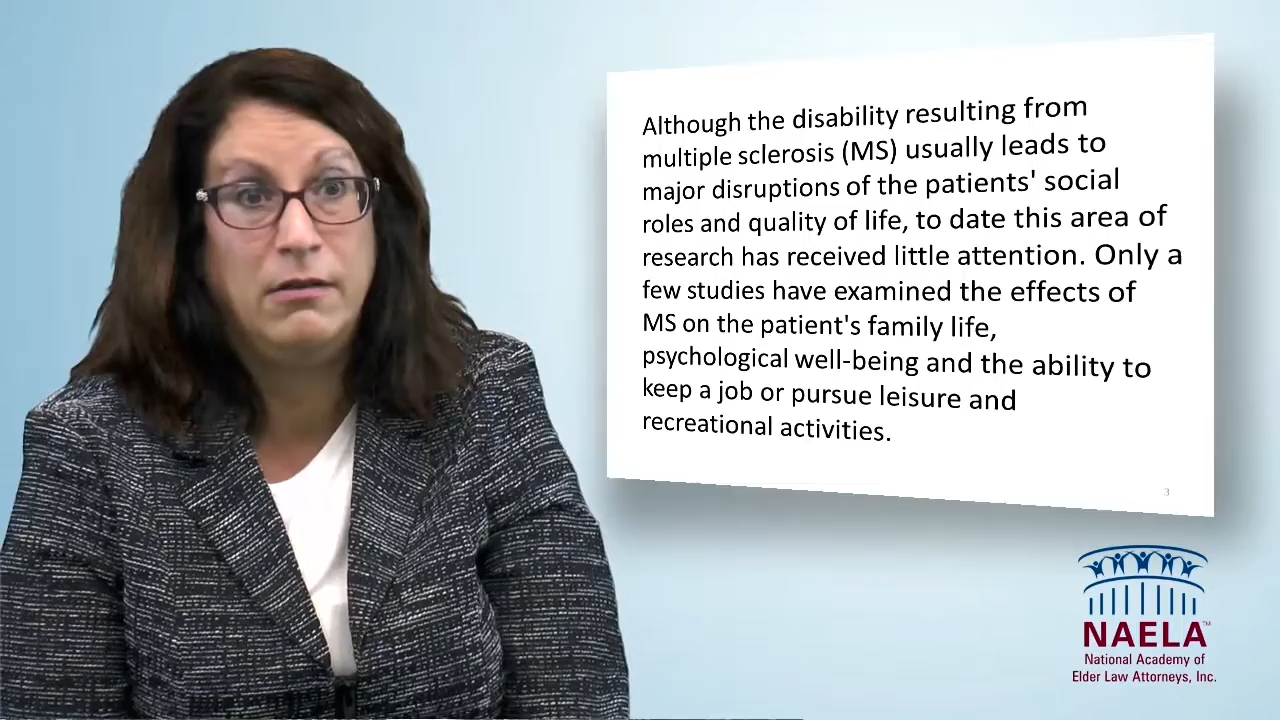 Although the disability resulting from
multiple sclerosis (MS) usually leads to
major disruptions of the patients' social
roles and quality of life, to date this area of
research has received little attention. Only a
few studies have examined the effects of
MS on the patient's family life,
psychological well-being and the ability to
keep a job or pursue leisure and
recreational activities.
3
NAELA™
National Academy of
Elder Law Attorneys, Inc.